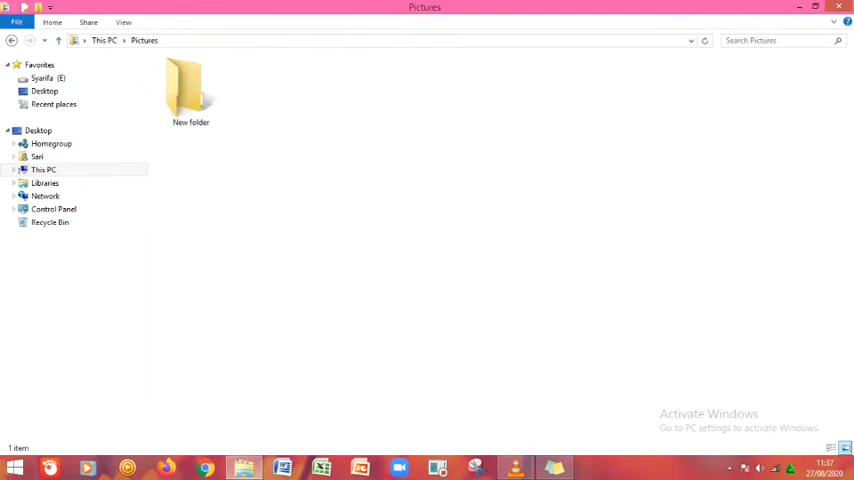 Pictures
File Home Share View
This PC Pictures
Search Pictures
Favorites
Syarifa (E)
Desktop
Recent places
Desktop
Homegroup
Sari
This PC
Libraries
Network
Control Panel
Recycle Bin
New folder
Activate Windows
Go to PC settings to activate Windows.
1 item
11:37
27/08/2020